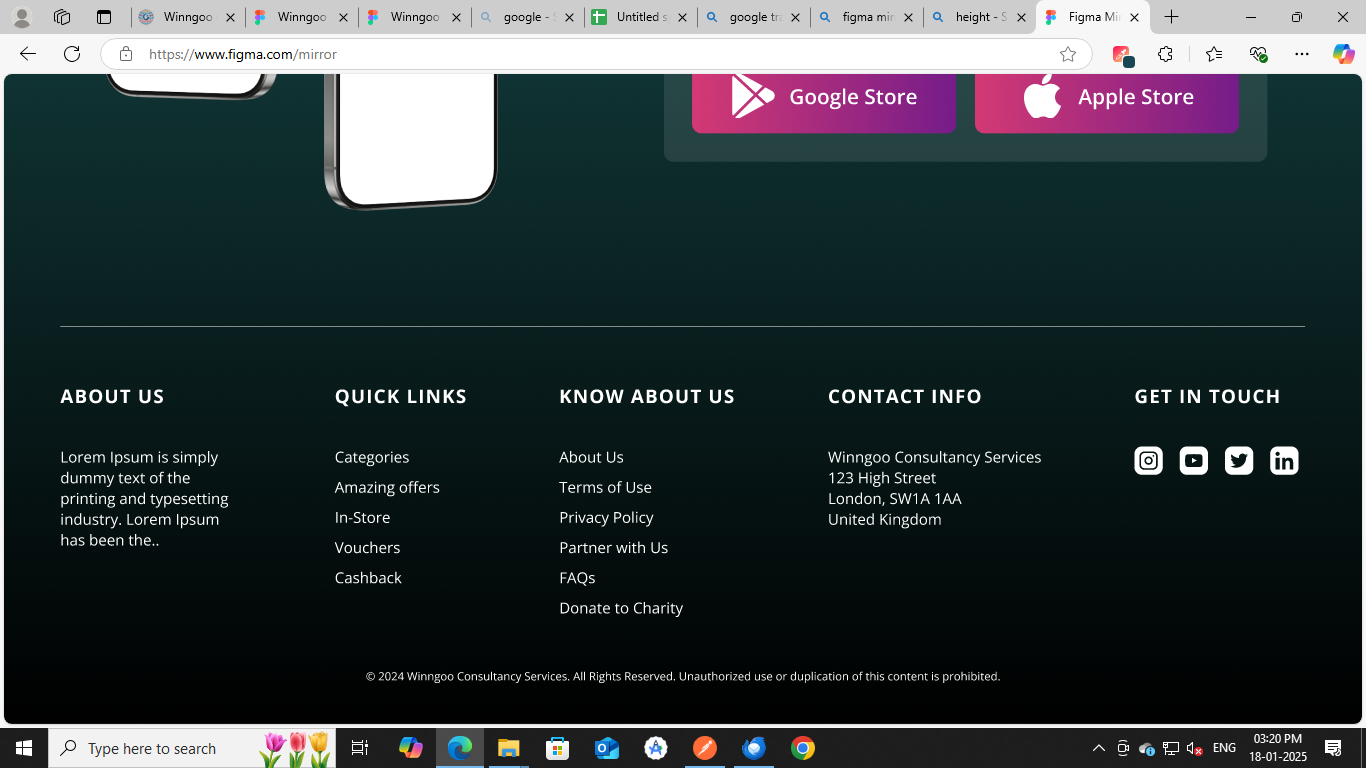 Winngoo
Winngoo
Winngoo
google - S
Untitled s
google tra
figma mir
height - S
Figma Mir
https://www.figma.com/mirror
Google Store
Apple Store
ABOUT US
Lorem Ipsum is simply
dummy text of the
printing and typesetting
industry. Lorem Ipsum
has been the..
QUICK LINKS
Categories
Amazing offers
In-Store
Vouchers
Cashback
KNOW ABOUT US
About Us
Terms of Use
Privacy Policy
Partner with Us
FAQs
Donate to Charity
CONTACT INFO
Winngoo Consultancy Services
123 High Street
London, SW1A 1AA
United Kingdom
GET IN TOUCH
© 2024 Winngoo Consultancy Services. All Rights Reserved. Unauthorized use or duplication of this content is prohibited.
Type here to search
ENG
03:20 PM
18-01-2025